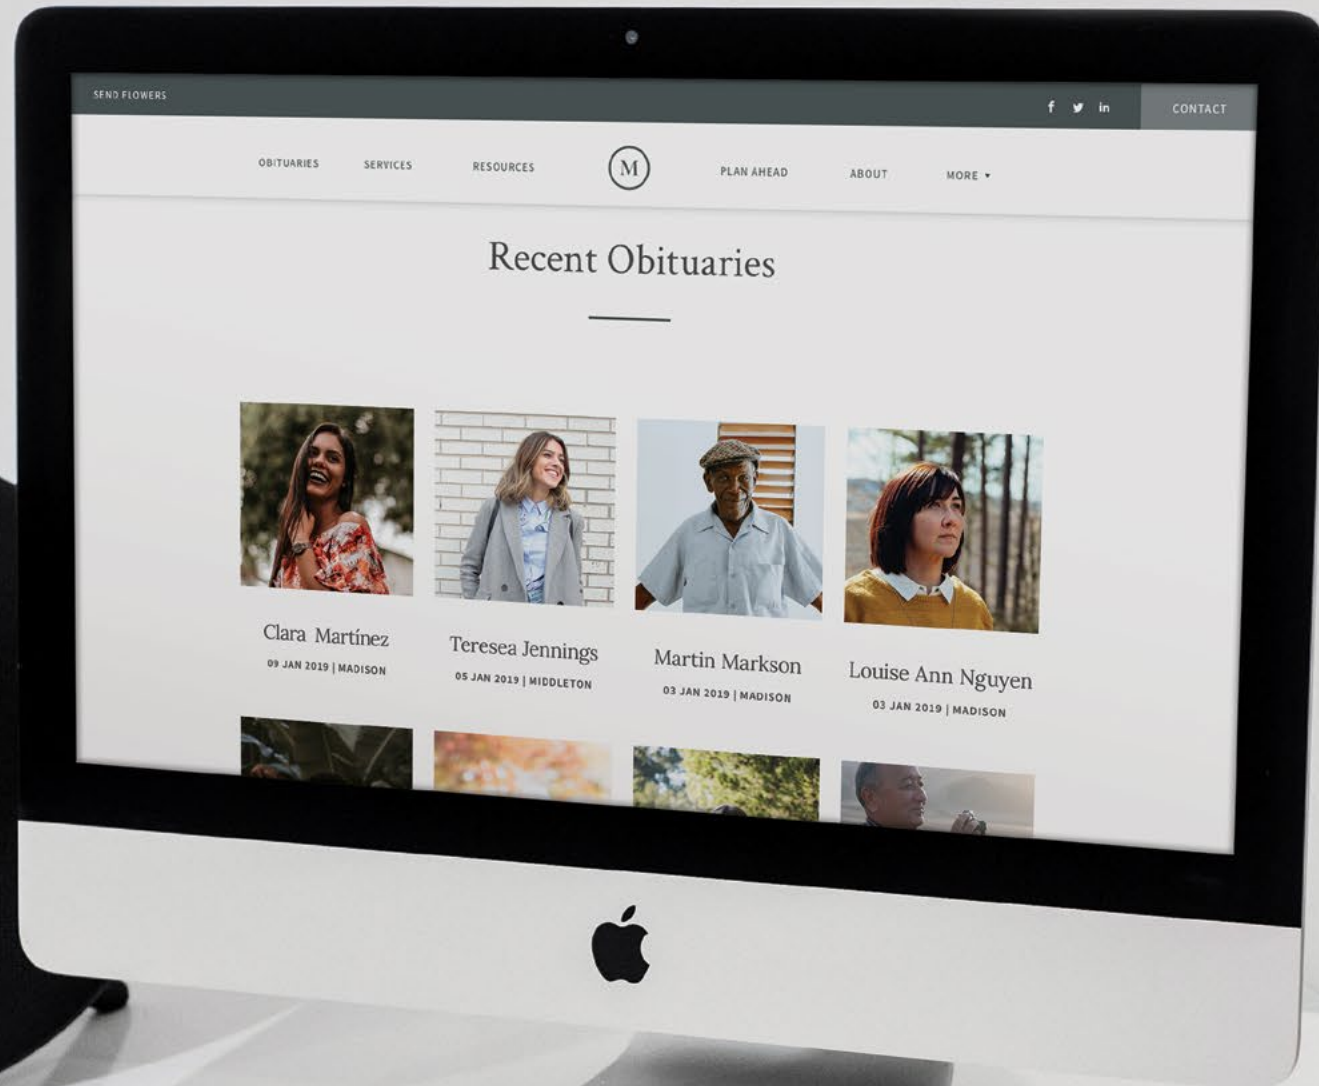 SEND FLOWERS
f in CONTACT
OBITUARIES SERVICES RESOURCES M PLAN AHEAD ABOUT MORE
Recent Obituaries
Clara Martínez
09 JAN 2019 | MADISON
Teresea Jennings
05 JAN 2019 | MIDDLETON
Martin Markson
03 JAN 2019 | MADISON
Louise Ann Nguyen
03 JAN 2019 | MADISON